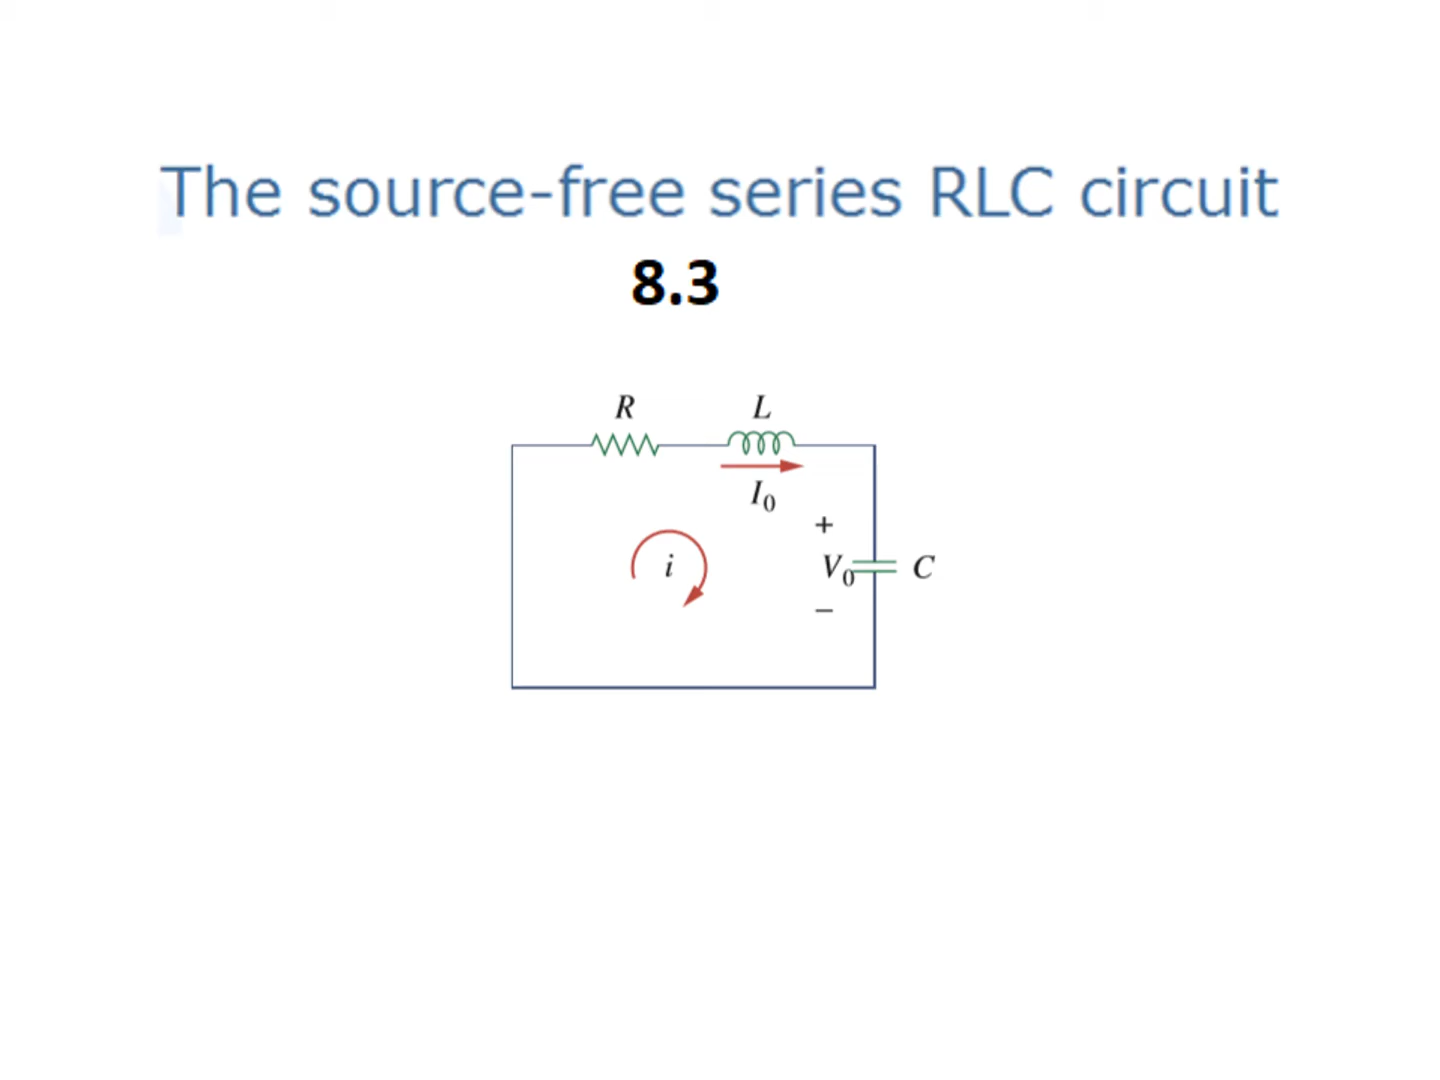 The source-free series RLC circuit
8.3
R
L
I₀
+
i
V₀
C
−